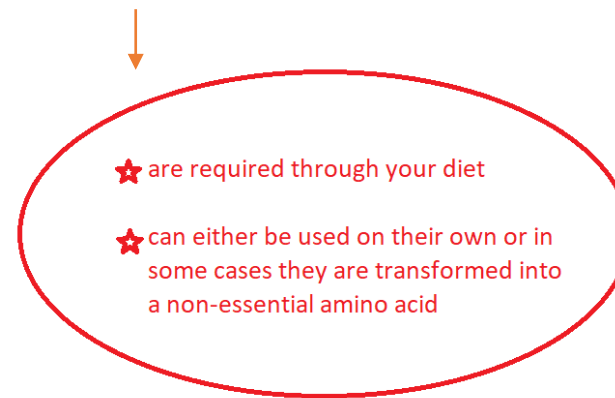 are required through your diet
can either be used on their own or in
some cases they are transformed into
a non-essential amino acid